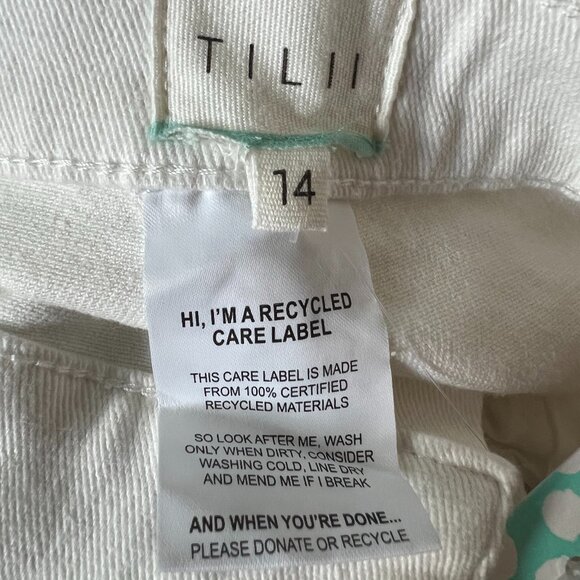 TILII
14
HI, I'M A RECYCLED
CARE LABEL
THIS CARE LABEL IS MADE
FROM 100% CERTIFIED
RECYCLED MATERIALS
SO LOOK AFTER ME, WASH
ONLY WHEN DIRTY, CONSIDER
WASHING COLD, LINE DRY
AND MEND ME IF I BREAK
AND WHEN YOU'RE DONE...
PLEASE DONATE OR RECYCLE